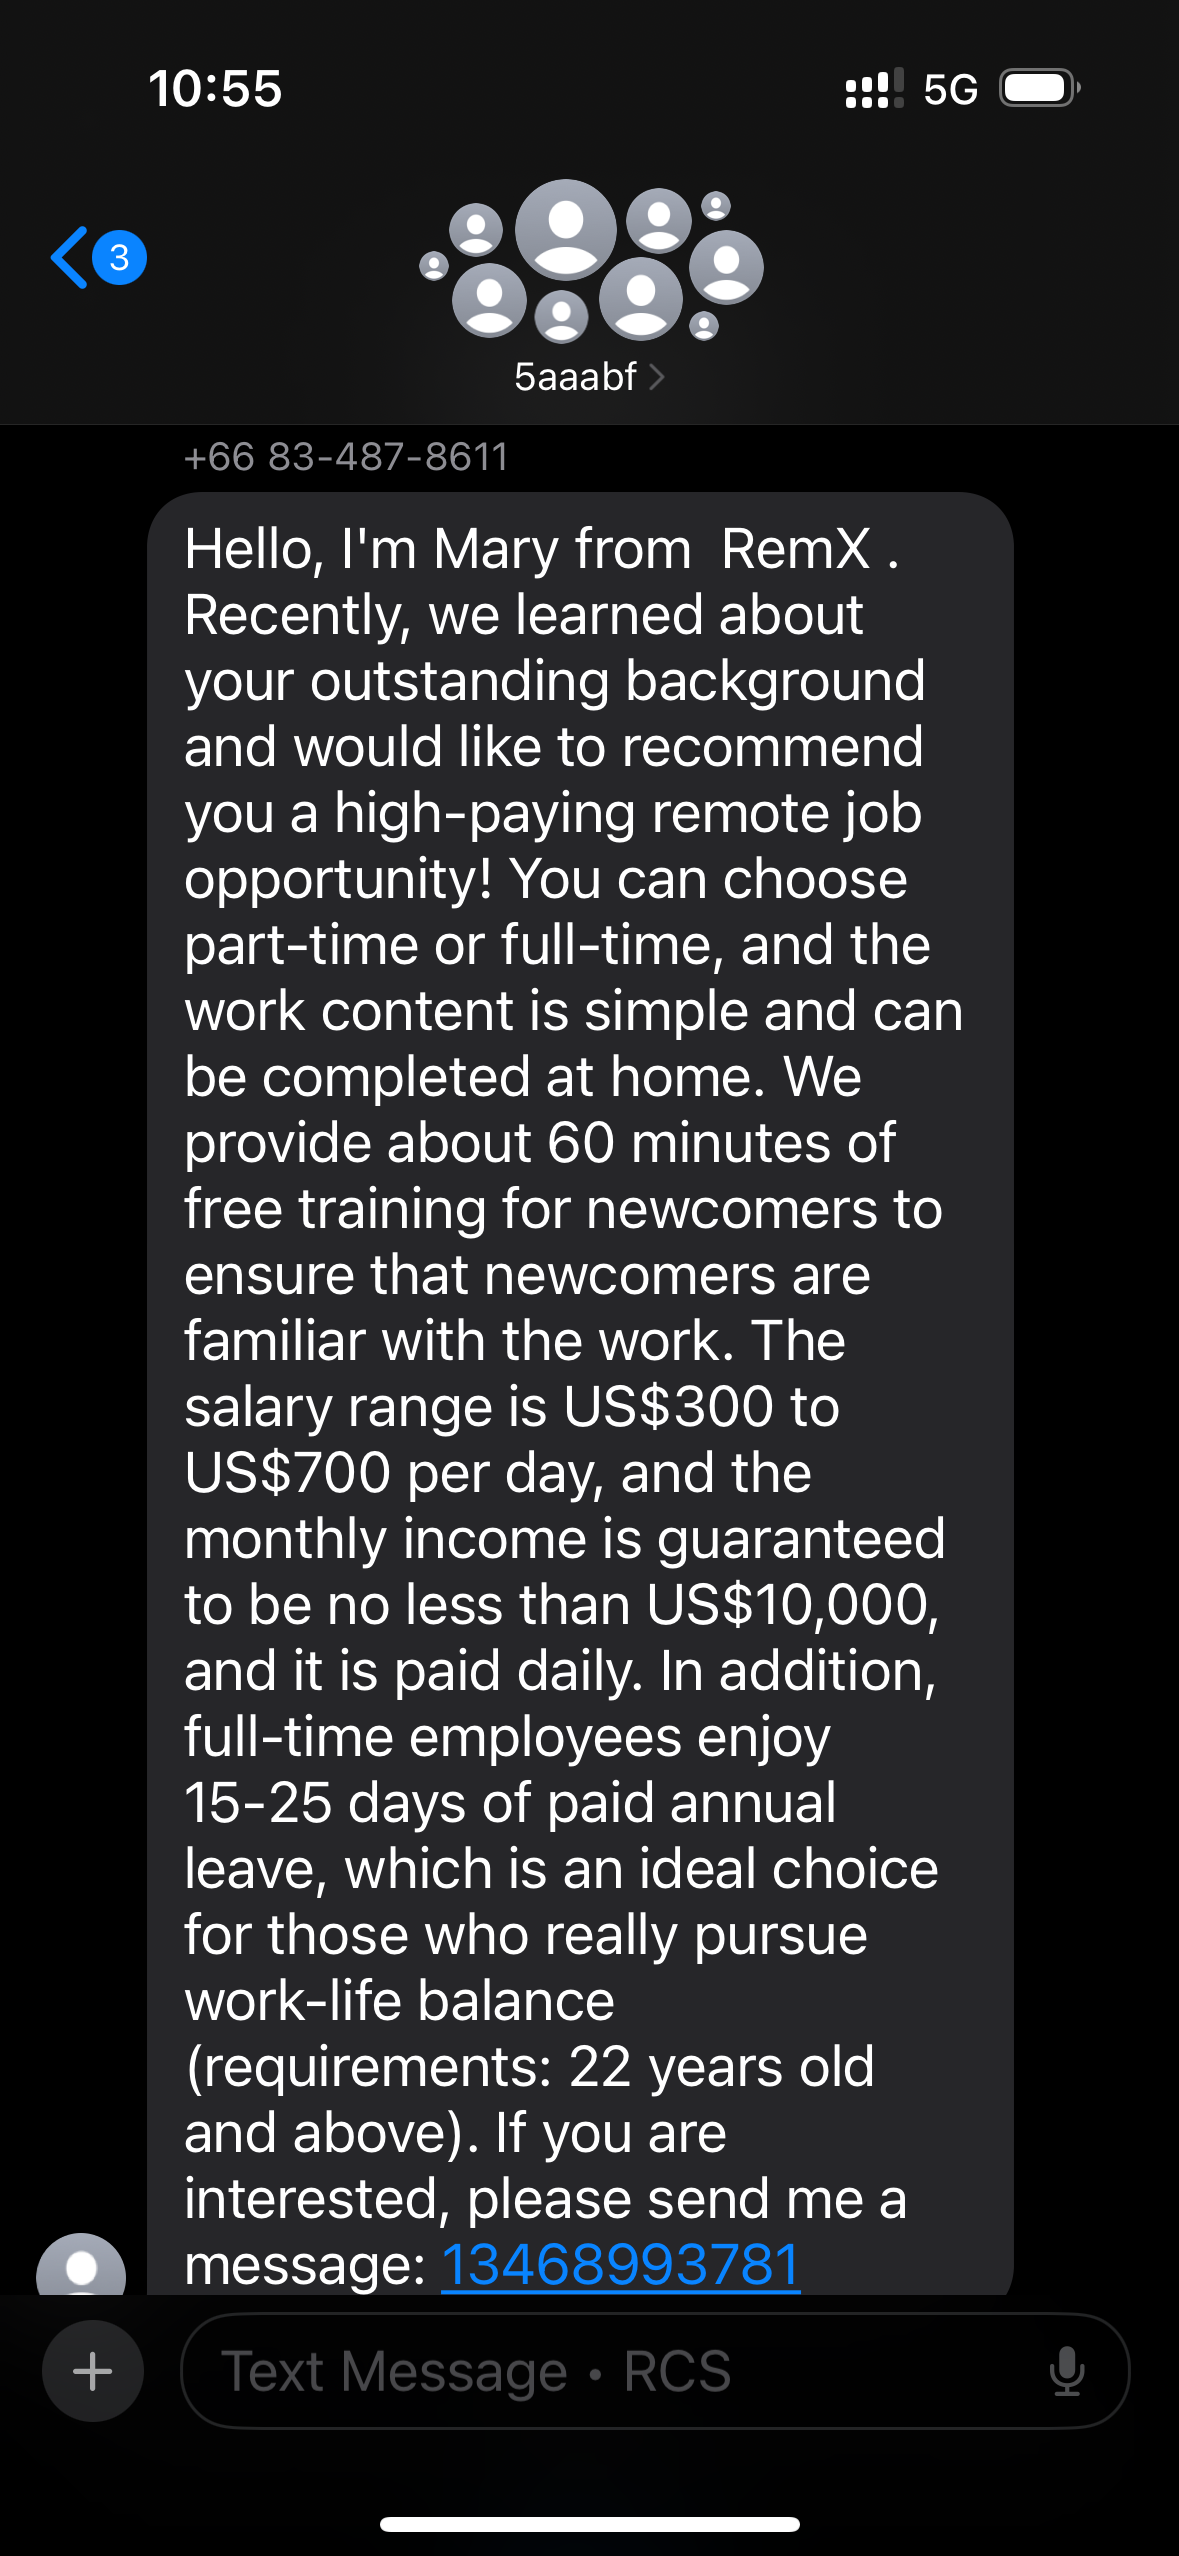 10:55
5G
3
5aaabf
+66 83-487-8611
Hello, I'm Mary from  RemX .
Recently, we learned about
your outstanding background
and would like to recommend
you a high-paying remote job
opportunity! You can choose
part-time or full-time, and the
work content is simple and can
be completed at home. We
provide about 60 minutes of
free training for newcomers to
ensure that newcomers are
familiar with the work. The
salary range is US$300 to
US$700 per day, and the
monthly income is guaranteed
to be no less than US$10,000,
and it is paid daily. In addition,
full-time employees enjoy
15-25 days of paid annual
leave, which is an ideal choice
for those who really pursue
work-life balance
(requirements: 22 years old
and above). If you are
interested, please send me a
message: 13468993781
Text Message • RCS